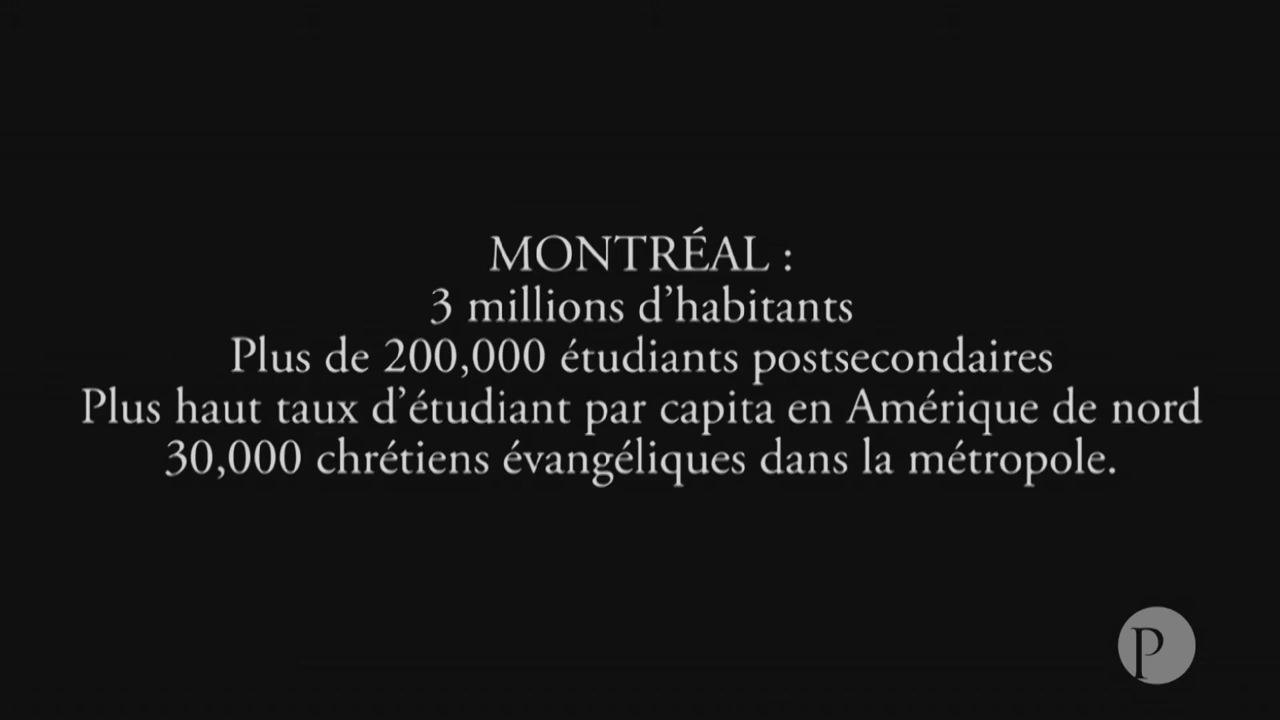 MONTRÉAL :
3 millions d’habitants
Plus de 200,000 étudiants postsecondaires
Plus haut taux d’étudiant par capita en Amérique de nord
30,000 chrétiens évangéliques dans la métropole.
P